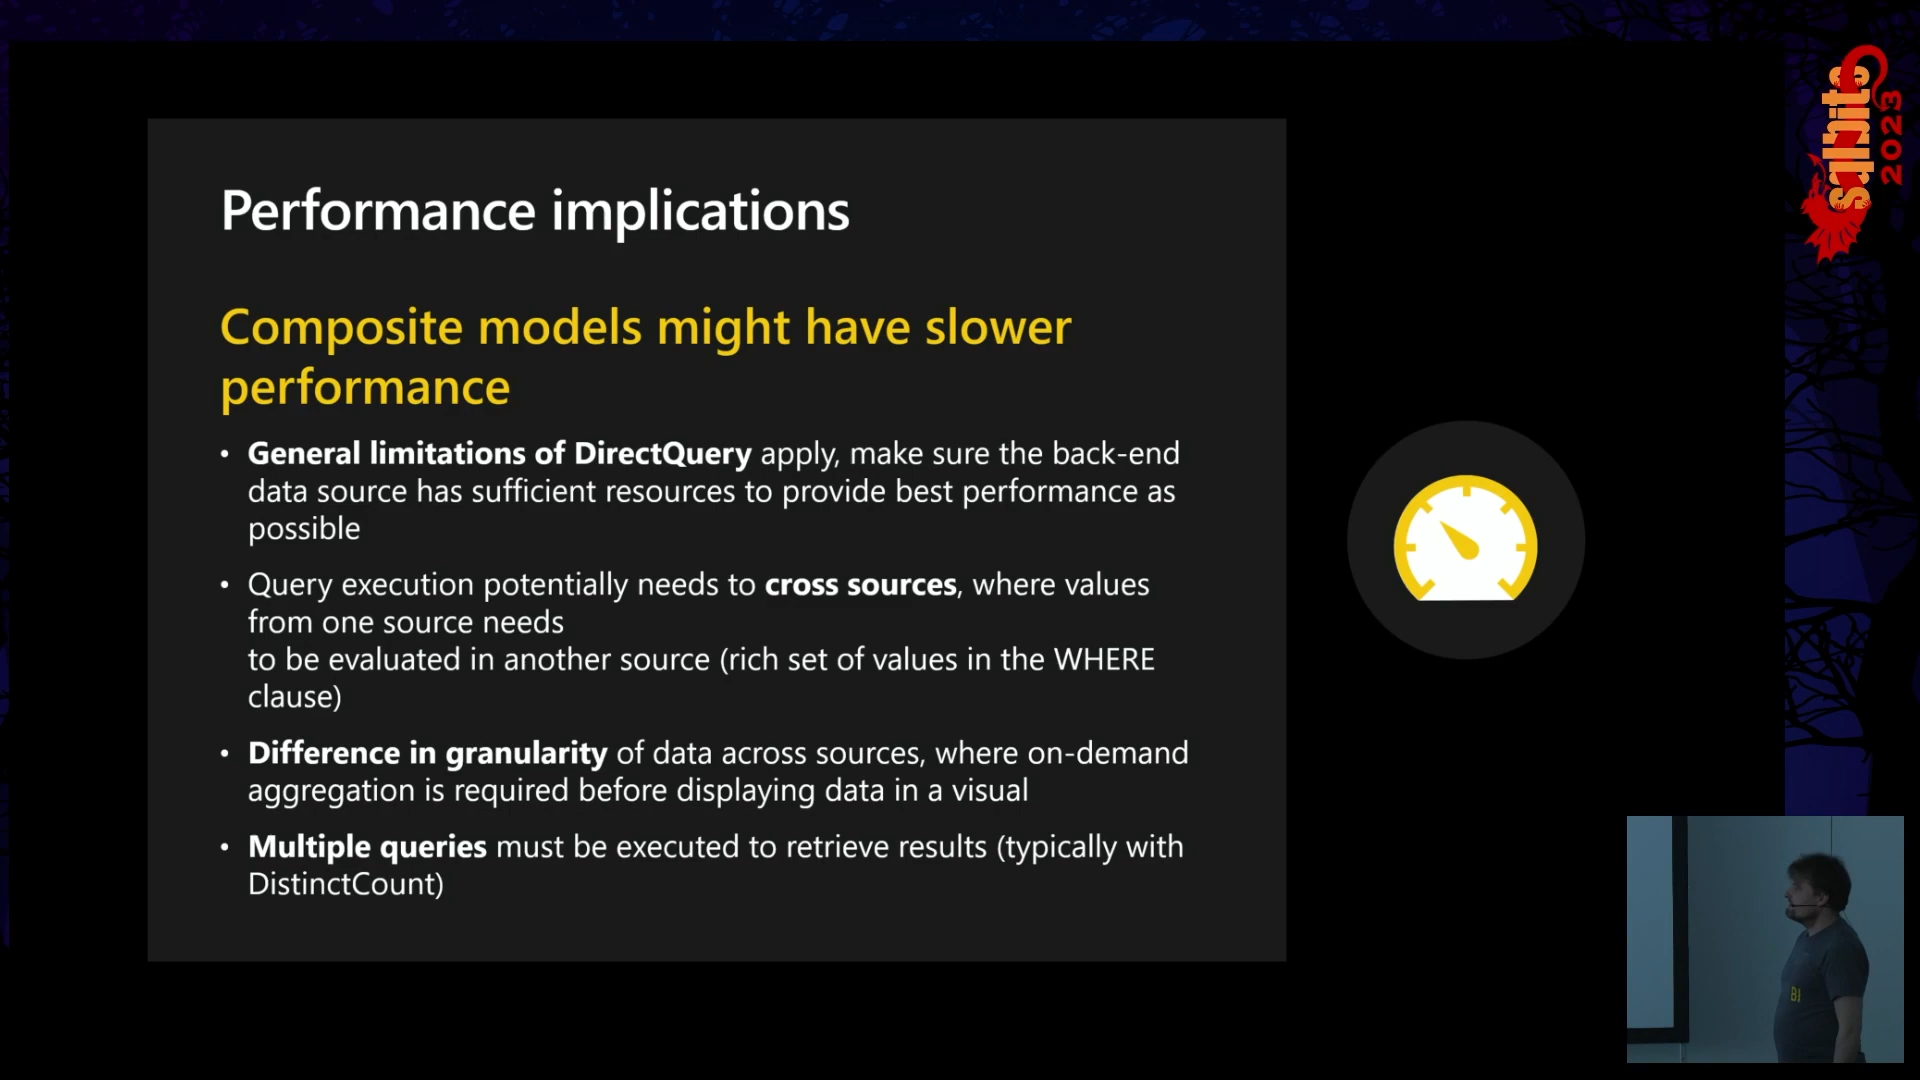 Performance implications
Composite models might have slower
performance
• General limitations of DirectQuery apply, make sure the back-end
data source has sufficient resources to provide best performance as
possible
• Query execution potentially needs to cross sources, where values
from one source needs
to be evaluated in another source (rich set of values in the WHERE
clause)
• Difference in granularity of data across sources, where on-demand
aggregation is required before displaying data in a visual
• Multiple queries must be executed to retrieve results (typically with
DistinctCount)
sqlbits
2023
BI